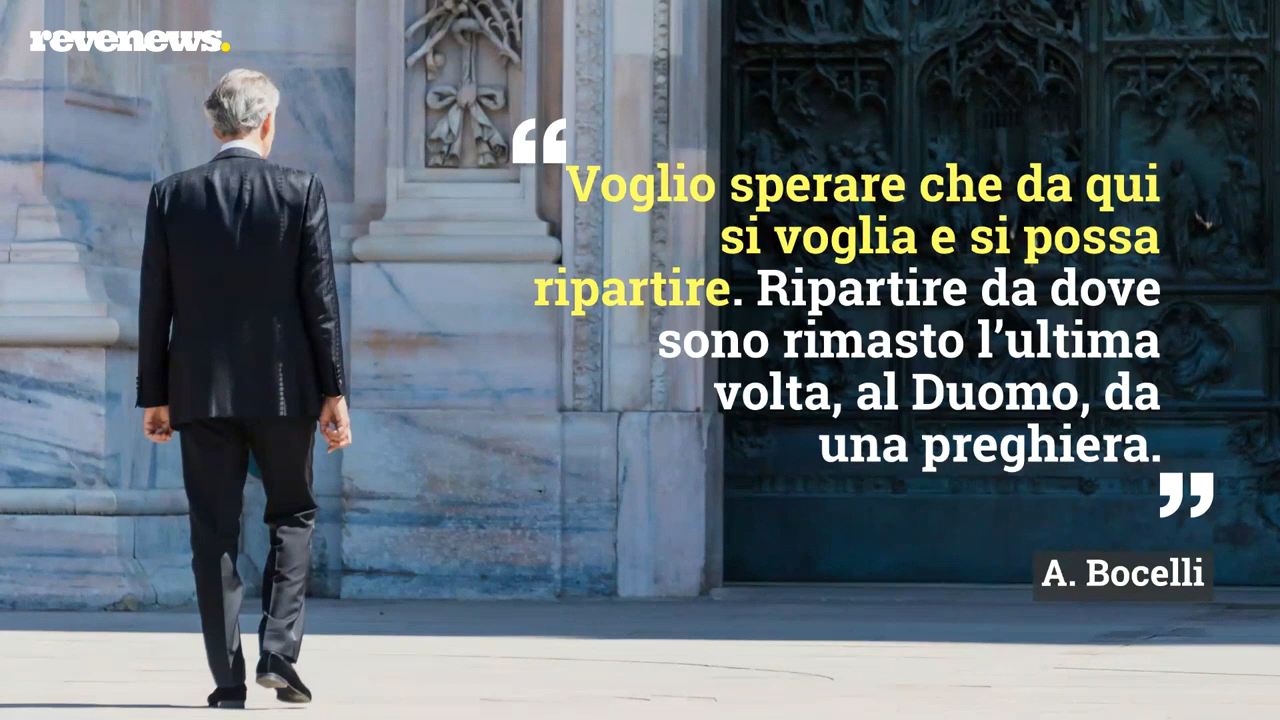 revenews.
“
Voglio sperare che da qui
si voglia e si possa
ripartire. Ripartire da dove
sono rimasto l’ultima
volta, al Duomo, da
una preghiera.
”
A. Bocelli